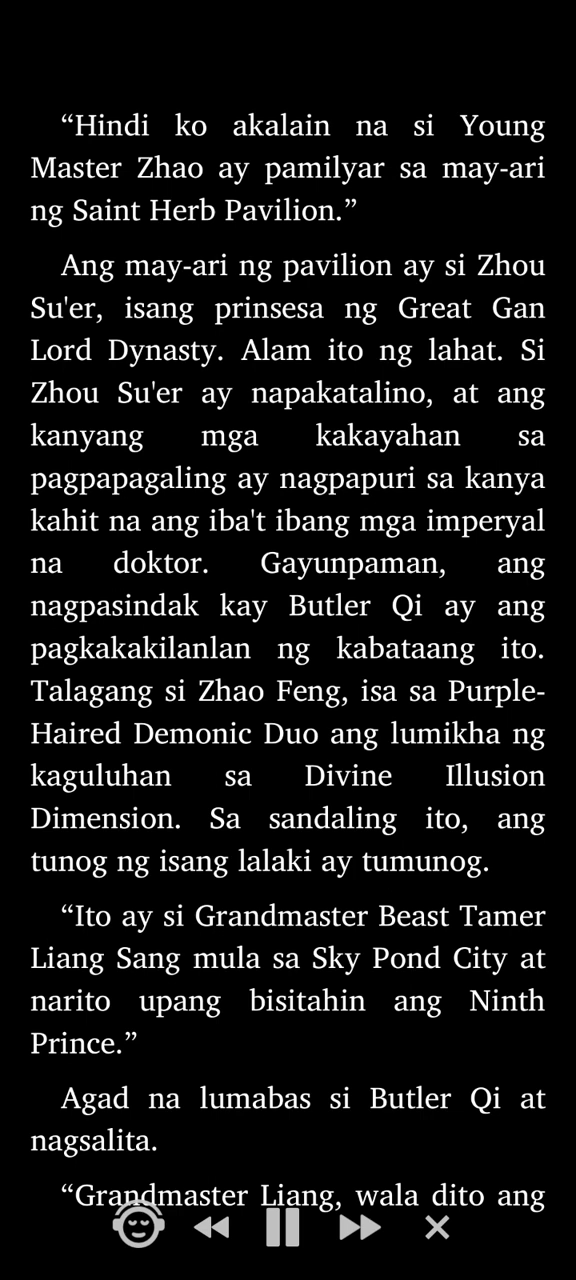 “Hindi ko akalain na si Young
Master Zhao ay pamilyar sa may-ari
ng Saint Herb Pavilion.”
Ang may-ari ng pavilion ay si Zhou
Su'er, isang prinsesa ng Great Gan
Lord Dynasty. Alam ito ng lahat. Si
Zhou Su'er ay napakatalino, at ang
kanyang mga kakayahan sa
pagpapagaling ay nagpapuri sa kanya
kahit na ang iba't ibang mga imperyal
na doktor. Gayunpaman, ang
nagpasindak kay Butler Qi ay ang
pagkakakilanlan ng kabataang ito.
Talagang si Zhao Feng, isa sa Purple-
Haired Demonic Duo ang lumikha ng
kaguluhan sa Divine Illusion
Dimension. Sa sandaling ito, ang
tunog ng isang lalaki ay tumunog.
“Ito ay si Grandmaster Beast Tamer
Liang Sang mula sa Sky Pond City at
narito upang bisitahin ang Ninth
Prince.”
Agad na lumabas si Butler Qi at
nagsalita.
“Grandmaster Liang, wala dito ang